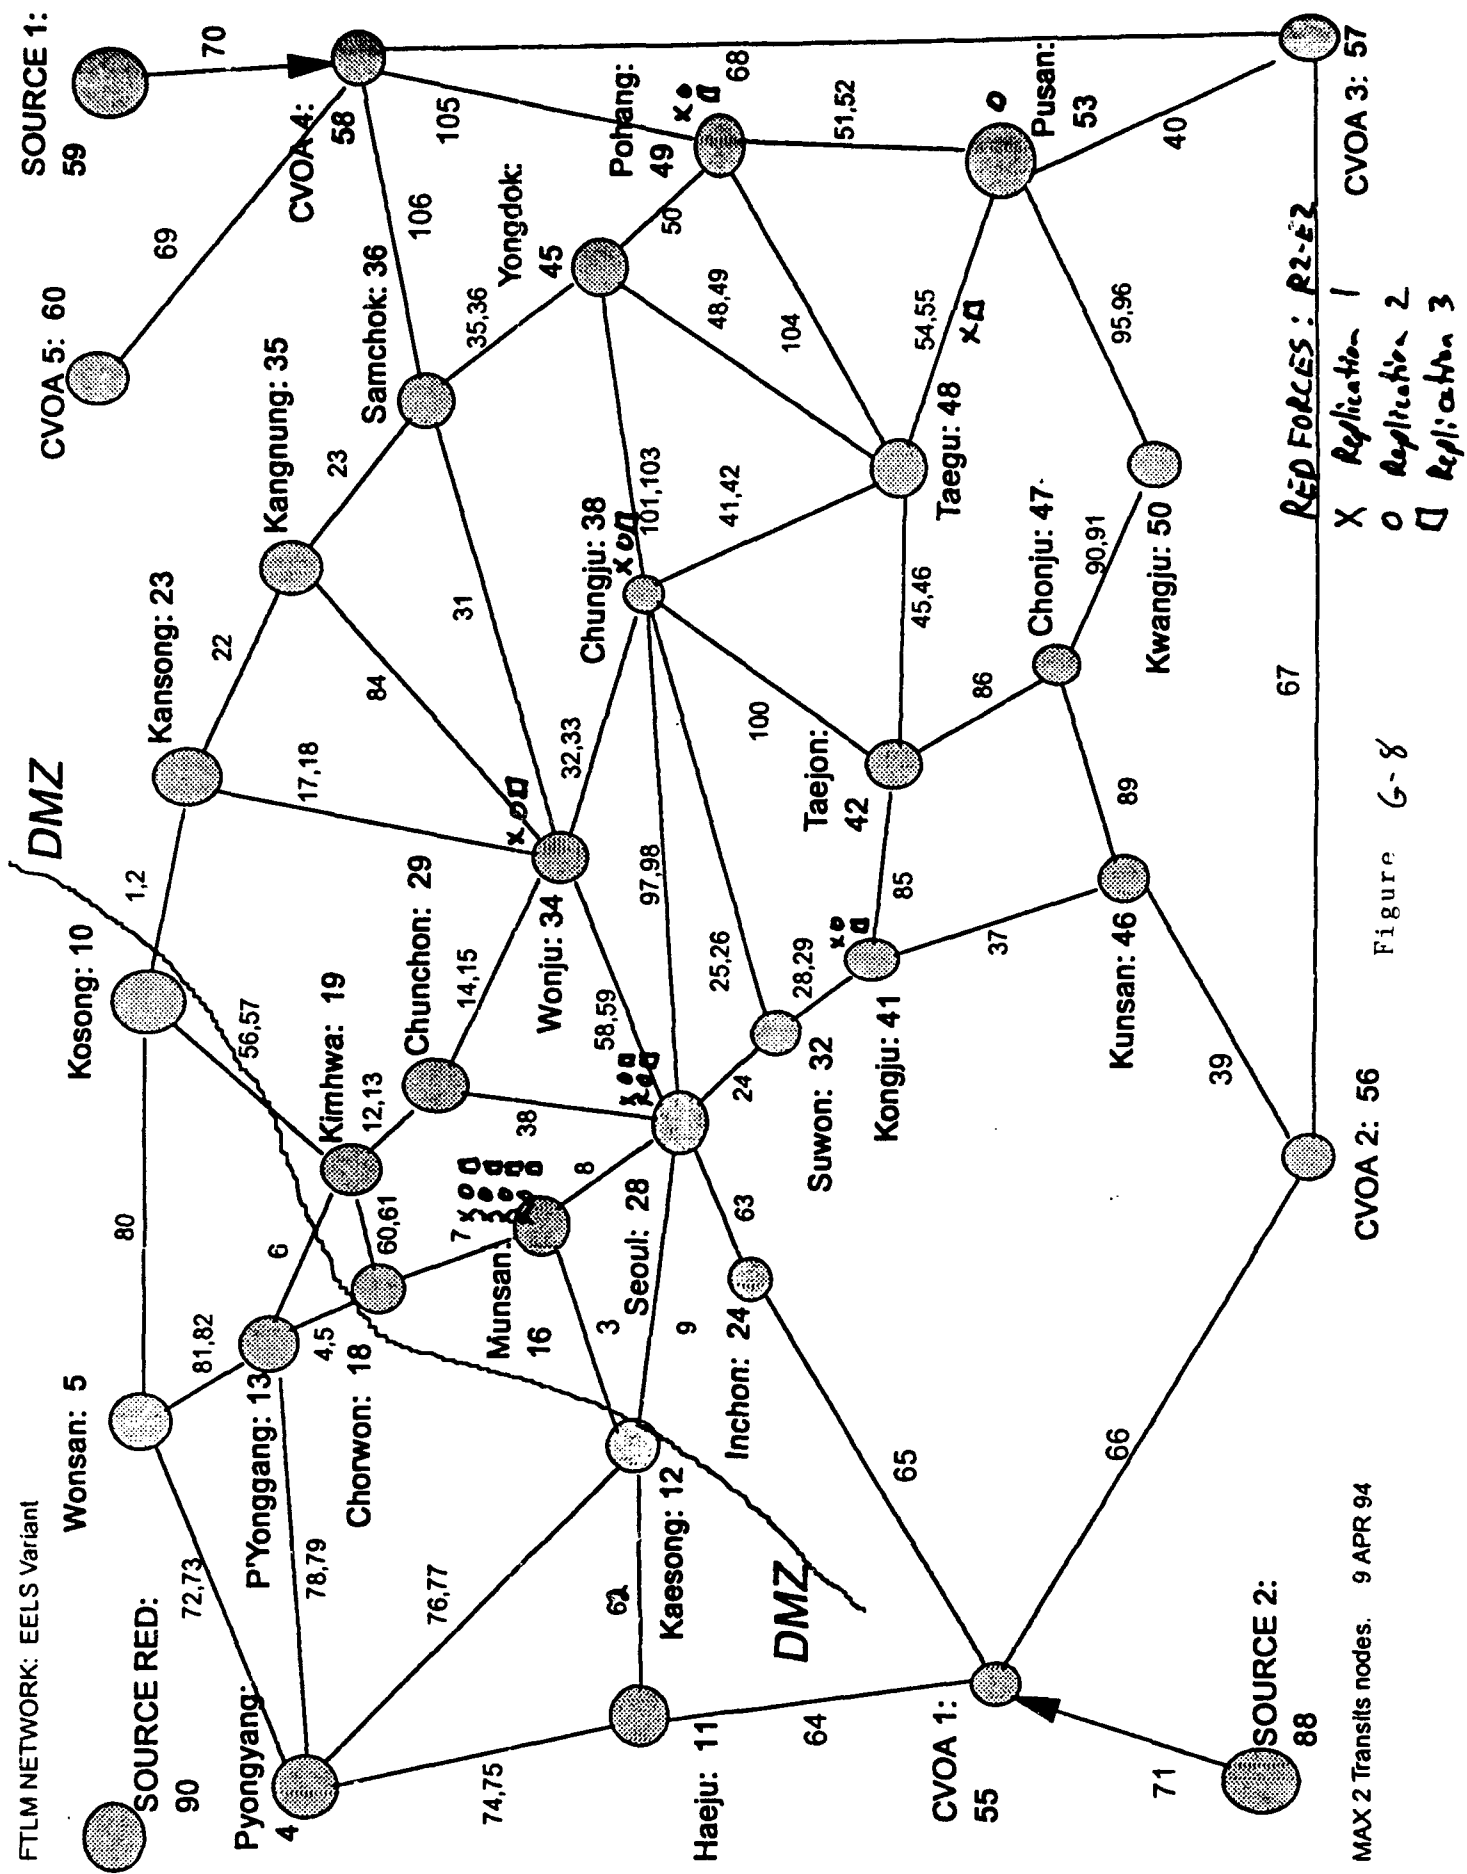 FTLM NETWORK: EELS Variant
SOURCE RED:
90
Wonsan: 5
Kosong: 10
DMZ
Kansong: 23
Kangnung: 35
CVOA 5: 60
SOURCE 1:
59
80
1,2
22
69
70
72,73
81,82
56,57
17,18
84
23
Samchok: 36
CVOA 4:
58
106
105
Pyongyang:
4
P'Yonggang: 13
6
Kimhwa: 19
78,79
4,5
60,61
12,13
Chunchon: 29
31
35,36
Yongdok:
45
Chorwon: 18
7
x o □
x o □
x o □
x o □
38
14,15
x o □
76,77
Munsan:
16
8
Wonju: 34
32,33
Chungju: 38
x o □
101,103
50
Pohang:
49
x o
□
68
3
58,59
x o □
x o □
97,98
48,49
Seoul: 28
9
74,75
62
Kaesong: 12
Haeju: 11
24
25,26
100
41,42
104
51,52
63
Inchon: 24
Suwon: 32
28,29
x o
□
Taejon:
42
45,46
54,55
x □
o
Pusan:
53
DMZ
65
64
Kongju: 41
85
Taegu: 48
CVOA 1:
55
37
86
Chonju: 47
95,96
40
66
Kunsan: 46
89
90,91
Kwangju: 50
71
39
SOURCE 2:
88
67
CVOA 2: 56
CVOA 3: 57
RED FORCES: R2-E2
X Replication 1
o Replication 2
□ Replication 3
MAX 2 Transits nodes. 9 APR 94
Figure G-8